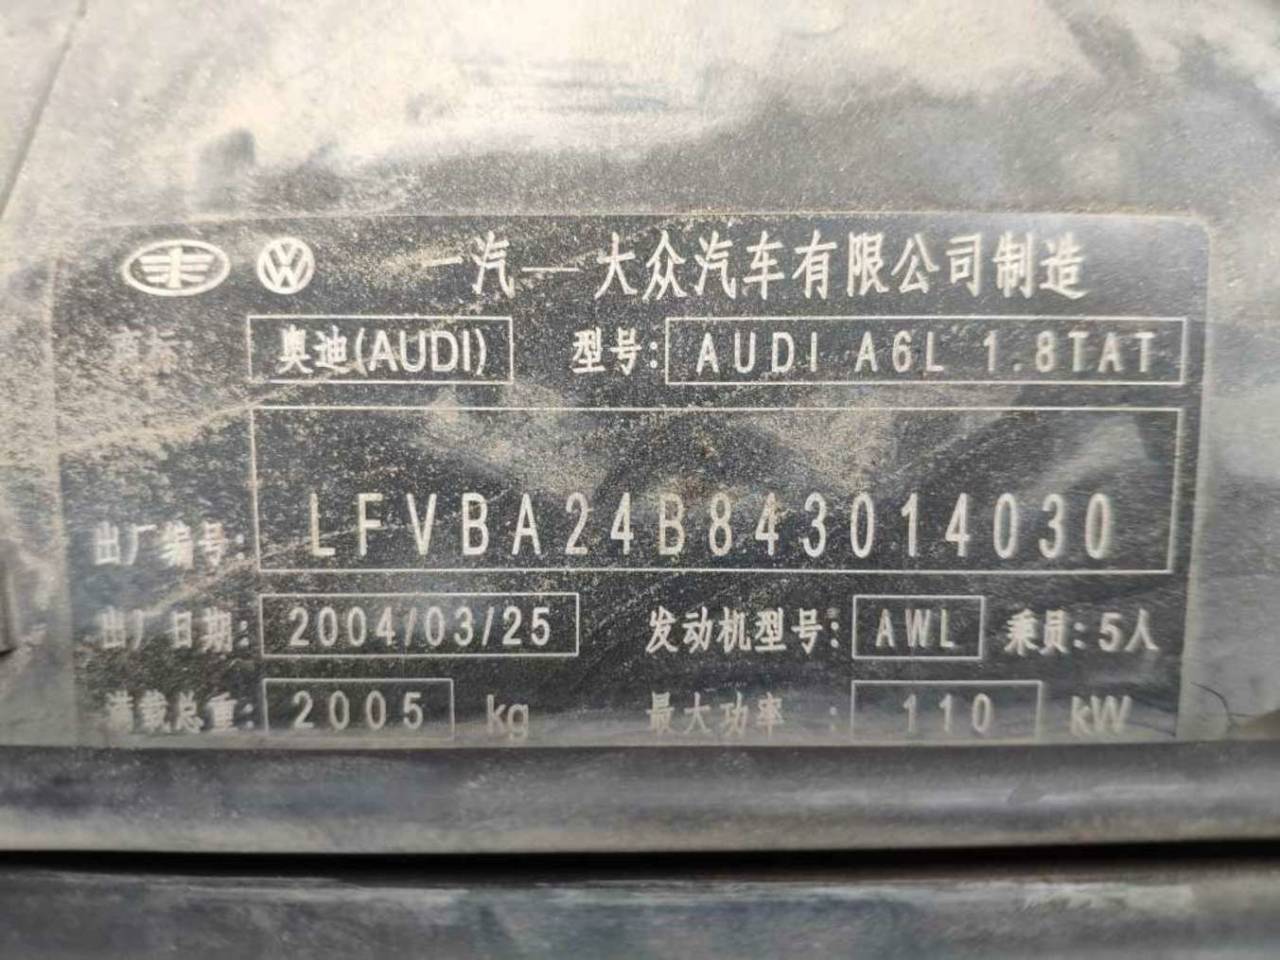 一汽—大众汽车有限公司制造
奥迪(AUDI) 型号: AUDI A6L 1.8TAT
出厂编号: LFVBA24B843014030
出厂日期: 2004/03/25 发动机型号: AWL 乘员: 5人
满载总重: 2005 kg 最大功率: 110 kW